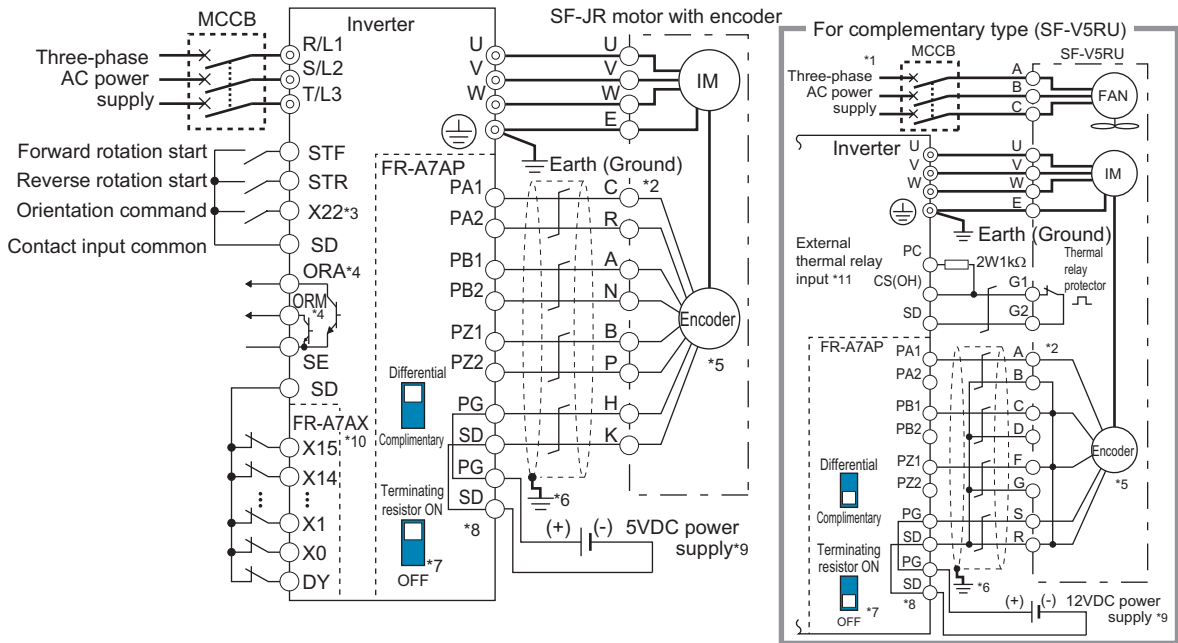 MCCB
Three-phase
AC power
supply
R/L1
S/L2
T/L3
Inverter
Forward rotation start
Reverse rotation start
Orientation command
Contact input common
STF
STR
X22*3
SD
ORA*4
ORM
*4
SE
SD
FR-A7AX
*10
X15
X14
X1
X0
DY
U
V
W
FR-A7AP
PA1
PA2
PB1
PB2
PZ1
PZ2
PG
SD
PG
SD
*8
Differential
Complimentary
Terminating
resistor ON
*7
OFF
SF-JR motor with encoder
U
V
W
E
IM
Earth (Ground)
*2
C
R
A
N
B
P
H
K
Encoder
*5
*6
(+)
(-)
5VDC power
supply*9
For complementary type (SF-V5RU)
*1
MCCB
SF-V5RU
Three-phase
AC power
supply
A
B
C
FAN
Inverter
U
V
W
U
V
W
E
IM
Earth (Ground)
External
thermal relay
input *11
PC
CS(OH)
SD
2W1kΩ
G1
G2
Thermal
relay
protector
FR-A7AP
PA1
PA2
PB1
PB2
PZ1
PZ2
PG
SD
PG
SD
*8
*2
A
B
C
D
F
G
S
R
Encoder
*5
Differential
Complimentary
Terminating
resistor ON
*7
OFF
*6
(+)
(-)
12VDC power
supply *9